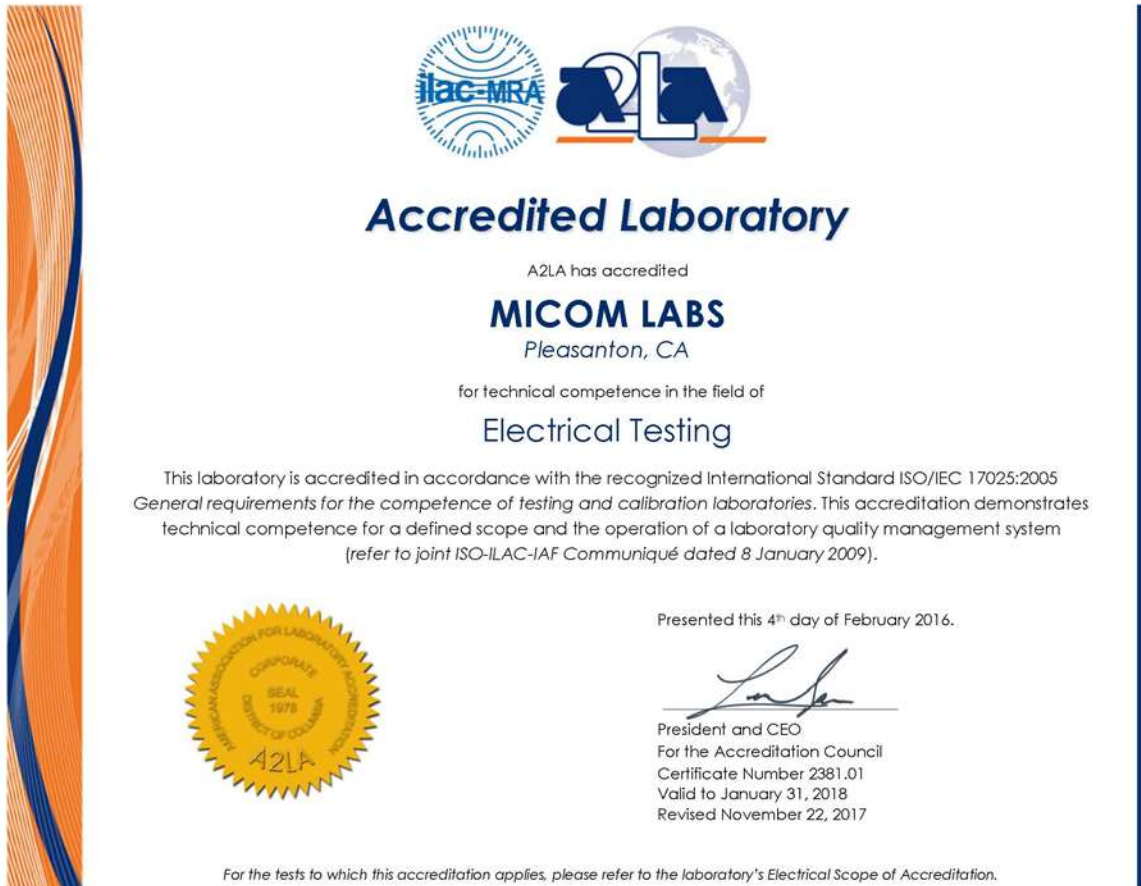 ilac-MRA
A2LA
Accredited Laboratory
A2LA has accredited
MICOM LABS
Pleasanton, CA
for technical competence in the field of
Electrical Testing
This laboratory is accredited in accordance with the recognized International Standard ISO/IEC 17025:2005
General requirements for the competence of testing and calibration laboratories. This accreditation demonstrates
technical competence for a defined scope and the operation of a laboratory quality management system
(refer to joint ISO-ILAC-IAF Communiqué dated 8 January 2009).
AMERICAN ASSOCIATION FOR LABORATORY ACCREDITATION
CORPORATE
SEAL
1978
DISTRICT OF COLUMBIA
A2LA
Presented this 4th day of February 2016.
President and CEO
For the Accreditation Council
Certificate Number 2381.01
Valid to January 31, 2018
Revised November 22, 2017
For the tests to which this accreditation applies, please refer to the laboratory's Electrical Scope of Accreditation.